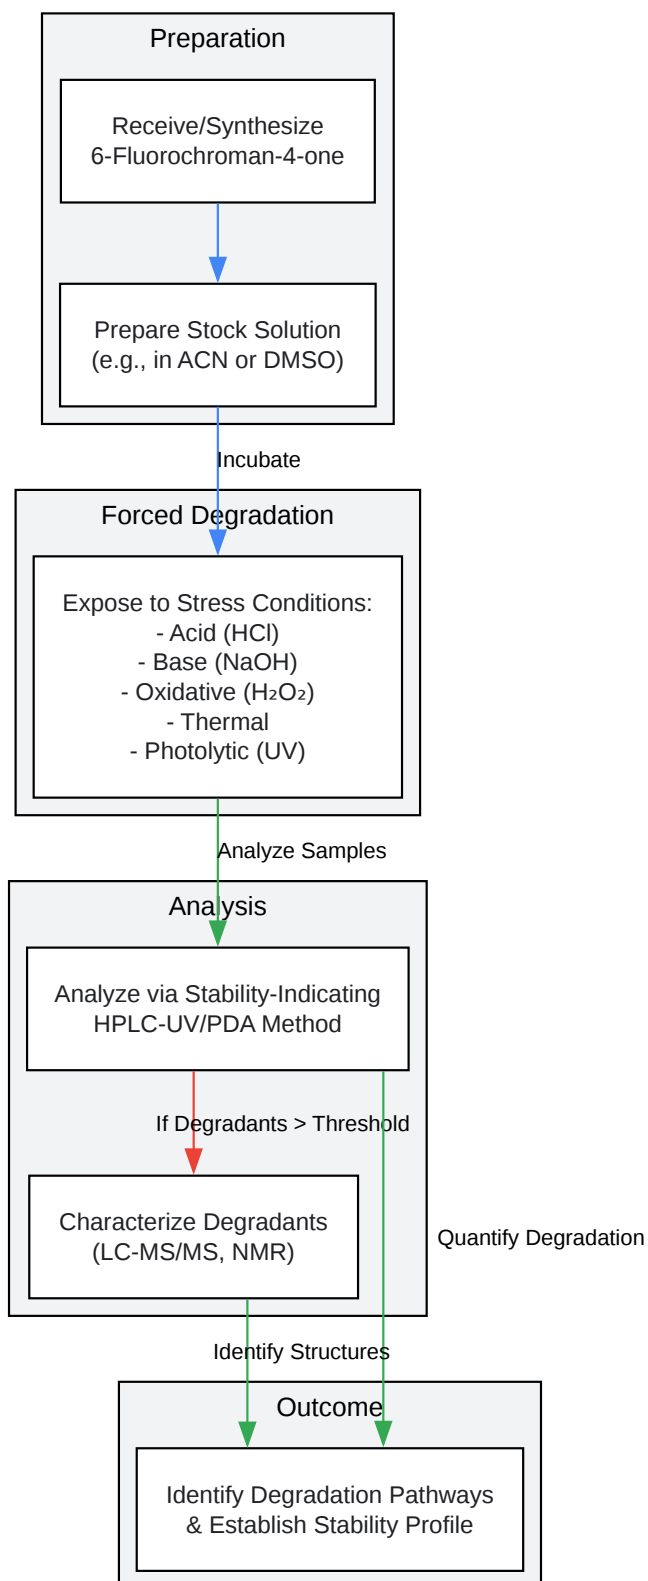 Preparation
Receive/Synthesize
6-Fluorochroman-4-one
Prepare Stock Solution
(e.g., in ACN or DMSO)
Incubate
Forced Degradation
Expose to Stress Conditions:
- Acid (HCl)
- Base (NaOH)
- Oxidative (H₂O₂)
- Thermal
- Photolytic (UV)
Analyze Samples
Analysis
Analyze via Stability-Indicating
HPLC-UV/PDA Method
If Degradants > Threshold
Characterize Degradants
(LC-MS/MS, NMR)
Quantify Degradation
Identify Structures
Outcome
Identify Degradation Pathways
& Establish Stability Profile